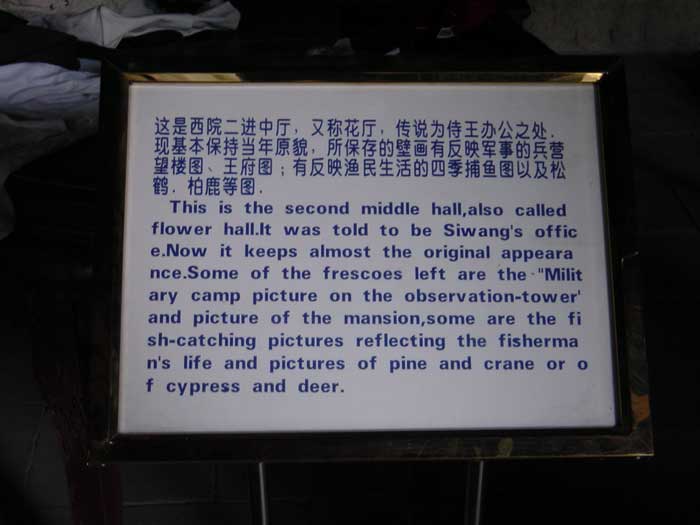 这是西院二进中厅，又称花厅，传说为侍王办公之处．
现基本保持当年原貌，所保存的壁画有反映军事的兵营
望楼图、王府图；有反映渔民生活的四季捕鱼图以及松
鹤．柏鹿等图．
This is the second middle hall,also called
flower hall.It was told to be Siwang's offic
e.Now it keeps almost the original appeara
nce.Some of the frescoes left are the "Milit
ary camp picture on the observation-tower'
and picture of the mansion,some are the fi
sh-catching pictures reflecting the fisherma
n's life and pictures of pine and crane or o
f cypress and deer.